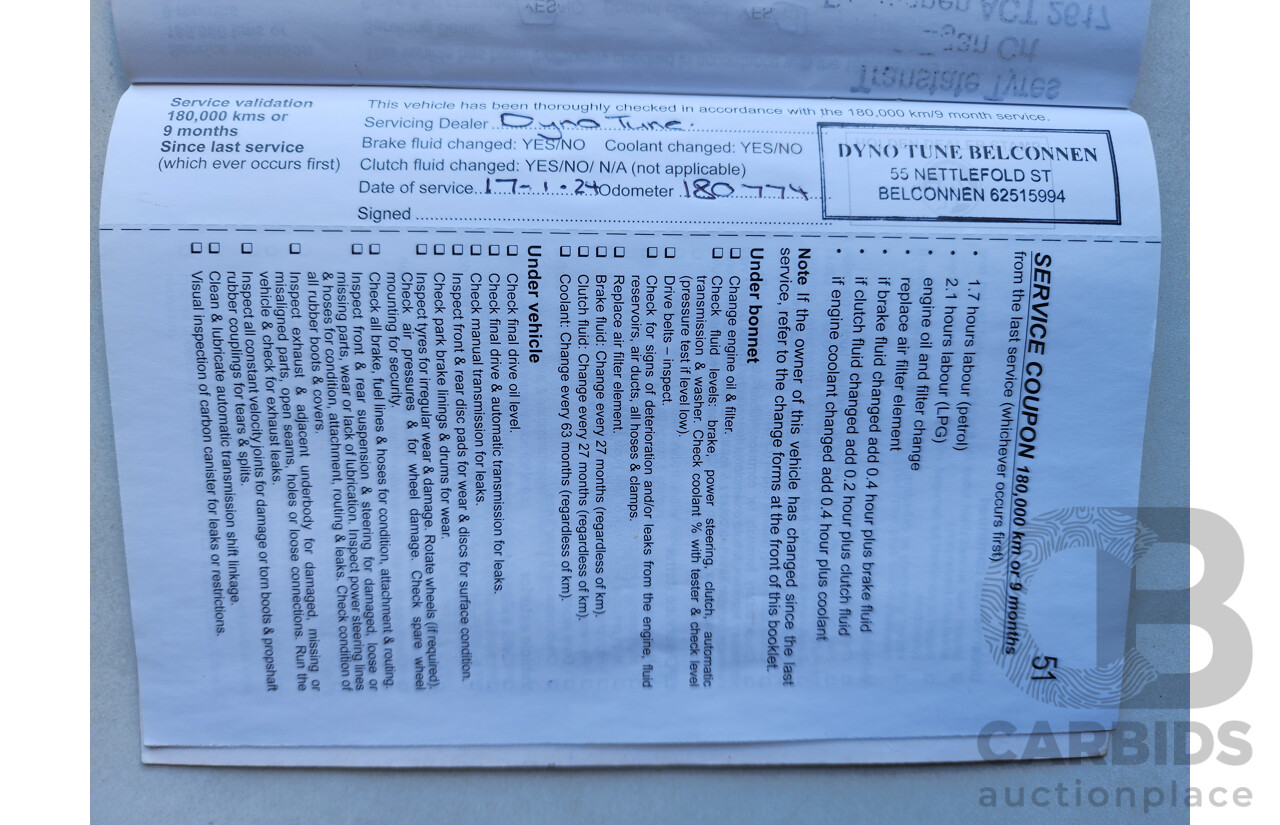 Translate Tyres
ACT 2617
Service validation
180,000 kms or
9 months
Since last service
(which ever occurs first)
This vehicle has been thoroughly checked in accordance with the 180,000 km/9 month service.
Servicing Dealer Dyno Tune.
Brake fluid changed: YES/NO Coolant changed: YES/NO
Clutch fluid changed: YES/NO/ N/A (not applicable)
Date of service 17-1.24 Odometer 180774
Signed
DYNO TUNE BELCONNEN
55 NETTLEFOLD ST
BELCONNEN 62515994
SERVICE COUPON 180,000 km or 9 months 51
from the last service (whichever occurs first)
• 1.7 hours labour (petrol)
• 2.1 hours labour (LPG)
• engine oil and filter change
• replace air filter element
• if brake fluid changed add 0.4 hour plus brake fluid
• if clutch fluid changed add 0.2 hour plus clutch fluid
• if engine coolant changed add 0.4 hour plus coolant
Note If the owner of this vehicle has changed since the last
service, refer to the change forms at the front of this booklet.
Under bonnet
❑ Change engine oil & filter.
❑ Check fluid levels: brake, power steering, clutch, automatic
transmission & washer. Check coolant % with tester & check level
(pressure test if level low).
❑ Drive belts – inspect.
❑ Check for signs of deterioration and/or leaks from the engine, fluid
reservoirs, air ducts, all hoses & clamps.
❑ Replace air filter element.
❑ Brake fluid: Change every 27 months (regardless of km).
❑ Clutch fluid: Change every 27 months (regardless of km).
❑ Coolant: Change every 63 months (regardless of km).
Under vehicle
❑ Check final drive oil level.
❑ Check final drive & automatic transmission for leaks.
❑ Check manual transmission for leaks.
❑ Inspect front & rear disc pads for wear & discs for surface condition.
❑ Check park brake linings & drums for wear.
❑ Inspect tyres for irregular wear & damage. Rotate wheels (if required).
Check air pressures & for wheel damage. Check spare wheel
mounting for security.
❑ Check all brake, fuel lines & hoses for condition, attachment & routing.
❑ Inspect front & rear suspension & steering for damaged, loose or
missing parts, wear or lack of lubrication. Inspect power steering lines
& hoses for condition, attachment, routing & leaks. Check condition of
all rubber boots & covers.
❑ Inspect exhaust & adjacent underbody for damaged, missing or
misaligned parts, open seams, holes or loose connections. Run the
vehicle & check for exhaust leaks.
❑ Inspect all constant velocity joints for damage or torn boots & propshaft
rubber couplings for tears & splits.
❑ Clean & lubricate automatic transmission shift linkage.
❑ Visual inspection of carbon canister for leaks or restrictions.
CARBIDS
auctionplace